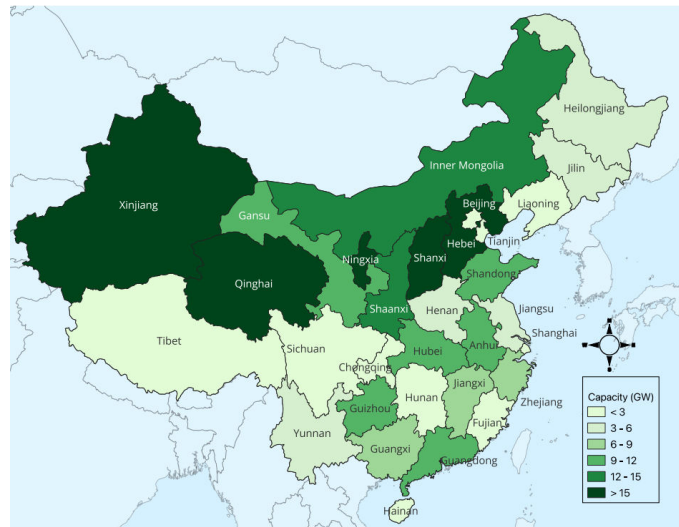 Heilongjiang
Jilin
Inner Mongolia
Liaoning
Beijing
Xinjiang
Gansu
Tianjin
Hebei
Ningxia
Shanxi
Shandong
Qinghai
Shaanxi
Henan
Jiangsu
Tibet
Shanghai
Sichuan
Hubei
Anhui
Chongqing
Jiangxi
Hunan
Zhejiang
Guizhou
Fujian
Yunnan
Guangxi
Guangdong
Hainan
Capacity (GW)
< 3
3 - 6
6 - 9
9 - 12
12 - 15
> 15